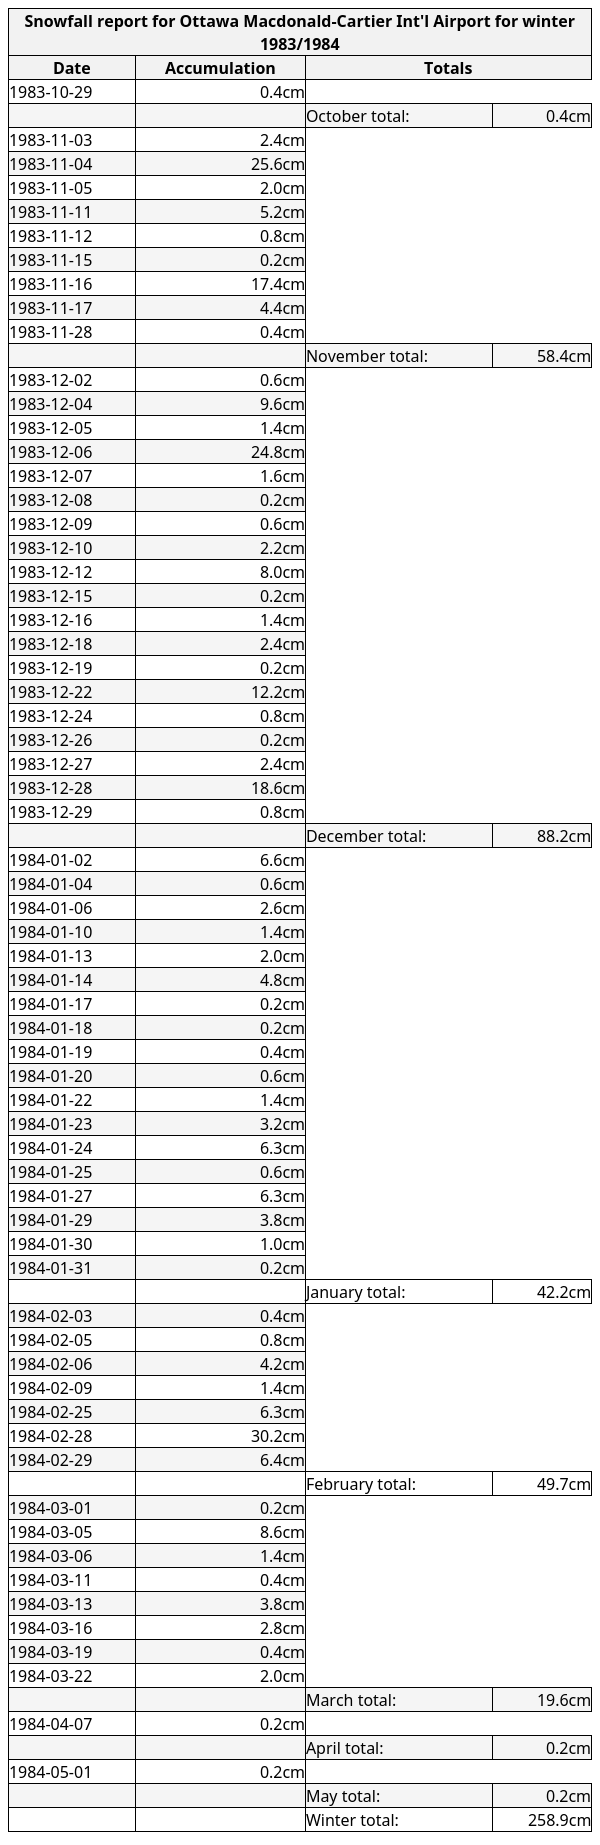 Snowfall report for Ottawa Macdonald-Cartier Int'l Airport for winter
1983/1984
Date Accumulation Totals
1983-10-29 0.4cm
October total: 0.4cm
1983-11-03 2.4cm
1983-11-04 25.6cm
1983-11-05 2.0cm
1983-11-11 5.2cm
1983-11-12 0.8cm
1983-11-15 0.2cm
1983-11-16 17.4cm
1983-11-17 4.4cm
1983-11-28 0.4cm
November total: 58.4cm
1983-12-02 0.6cm
1983-12-04 9.6cm
1983-12-05 1.4cm
1983-12-06 24.8cm
1983-12-07 1.6cm
1983-12-08 0.2cm
1983-12-09 0.6cm
1983-12-10 2.2cm
1983-12-12 8.0cm
1983-12-15 0.2cm
1983-12-16 1.4cm
1983-12-18 2.4cm
1983-12-19 0.2cm
1983-12-22 12.2cm
1983-12-24 0.8cm
1983-12-26 0.2cm
1983-12-27 2.4cm
1983-12-28 18.6cm
1983-12-29 0.8cm
December total: 88.2cm
1984-01-02 6.6cm
1984-01-04 0.6cm
1984-01-06 2.6cm
1984-01-10 1.4cm
1984-01-13 2.0cm
1984-01-14 4.8cm
1984-01-17 0.2cm
1984-01-18 0.2cm
1984-01-19 0.4cm
1984-01-20 0.6cm
1984-01-22 1.4cm
1984-01-23 3.2cm
1984-01-24 6.3cm
1984-01-25 0.6cm
1984-01-27 6.3cm
1984-01-29 3.8cm
1984-01-30 1.0cm
1984-01-31 0.2cm
January total: 42.2cm
1984-02-03 0.4cm
1984-02-05 0.8cm
1984-02-06 4.2cm
1984-02-09 1.4cm
1984-02-25 6.3cm
1984-02-28 30.2cm
1984-02-29 6.4cm
February total: 49.7cm
1984-03-01 0.2cm
1984-03-05 8.6cm
1984-03-06 1.4cm
1984-03-11 0.4cm
1984-03-13 3.8cm
1984-03-16 2.8cm
1984-03-19 0.4cm
1984-03-22 2.0cm
March total: 19.6cm
1984-04-07 0.2cm
April total: 0.2cm
1984-05-01 0.2cm
May total: 0.2cm
Winter total: 258.9cm